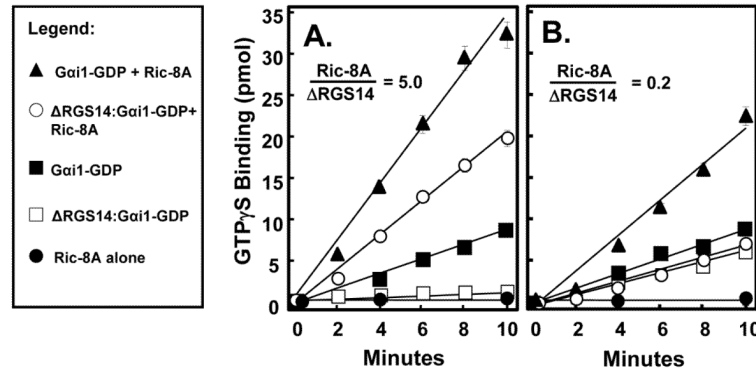 Legend:
Gαi1-GDP + Ric-8A
ΔRGS14:Gαi1-GDP+
Ric-8A
Gαi1-GDP
ΔRGS14:Gαi1-GDP
Ric-8A alone
GTPγS Binding (pmol)
35
30
25
20
15
10
5
0
A.
Ric-8A
ΔRGS14
= 5.0
0 2 4 6 8 10
Minutes
B.
Ric-8A
ΔRGS14
= 0.2
0 2 4 6 8 10
Minutes